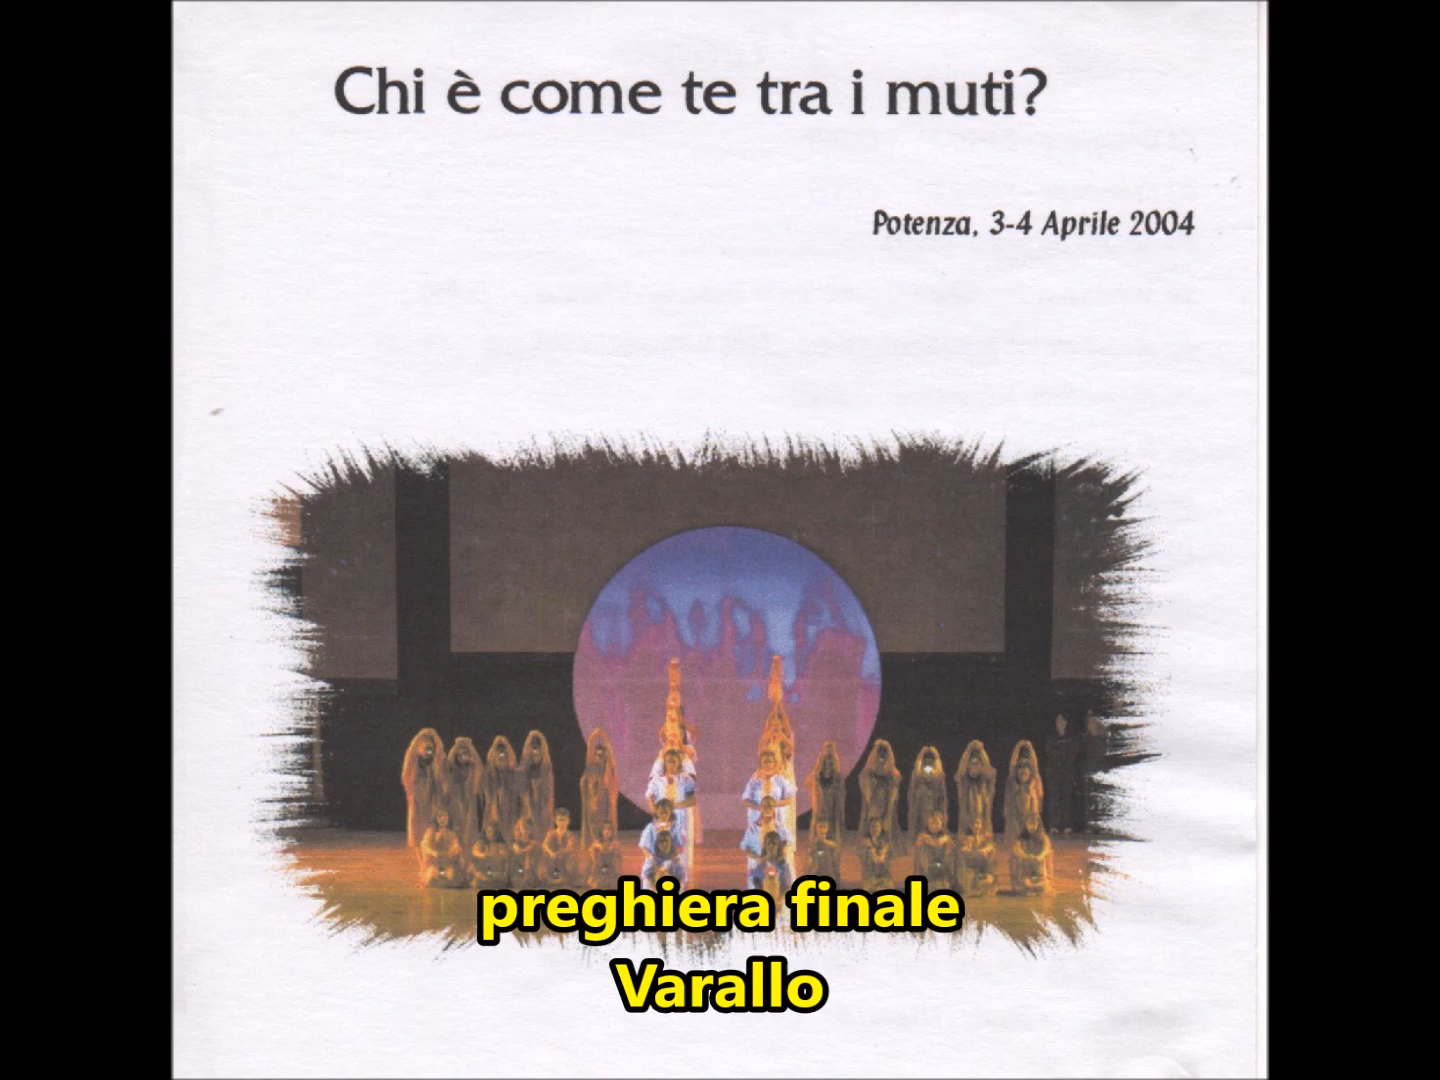 Chi è come te tra i muti?
Potenza, 3-4 Aprile 2004
preghiera finale
Varallo